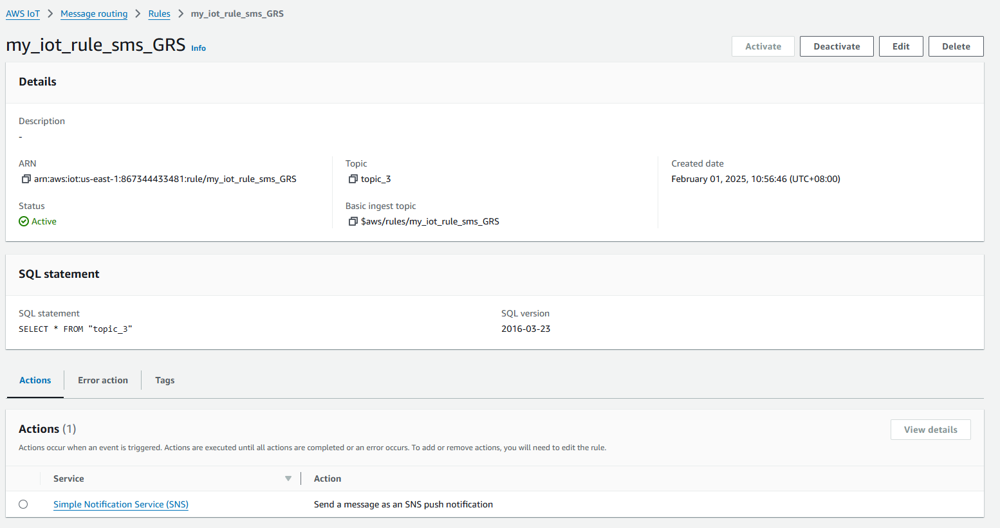 AWS IoT > Message routing > Rules > my_iot_rule_sms_GRS
my_iot_rule_sms_GRS Info
Activate Deactivate Edit Delete
Details
Description
-
ARN Topic Created date
arn:aws:iot:us-east-1:867344433481:rule/my_iot_rule_sms_GRS topic_3 February 01, 2025, 10:56:46 (UTC+08:00)
Status Basic ingest topic
Active $aws/rules/my_iot_rule_sms_GRS
SQL statement
SQL statement SQL version
SELECT * FROM "topic_3" 2016-03-23
Actions Error action Tags
Actions (1) View details
Actions occur when an event is triggered. Actions are executed until all actions are completed or an error occurs. To add or remove actions, you will need to edit the rule.
Service Action
Simple Notification Service (SNS) Send a message as an SNS push notification